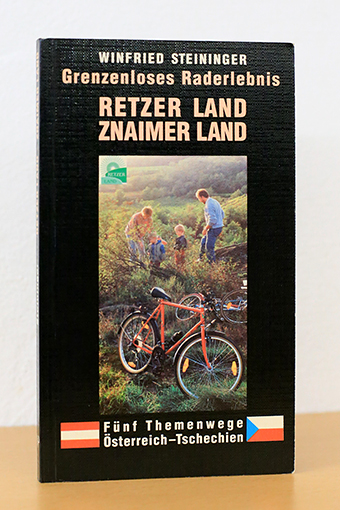 WINFRIED STEININGER
Grenzenloses Raderlebnis
RETZER LAND
ZNAIMER LAND
RETZER
Fünf Themenwege
Österreich–Tschechien